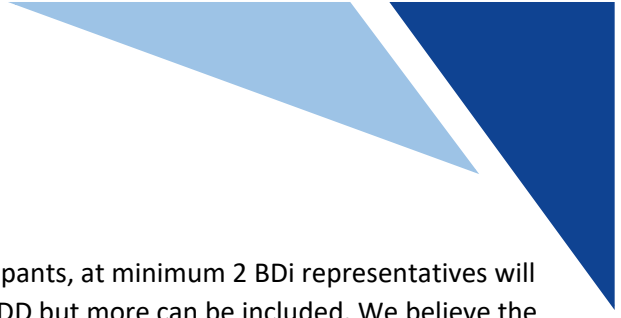 pants, at minimum 2 BDi representatives will
DD but more can be included. We believe the